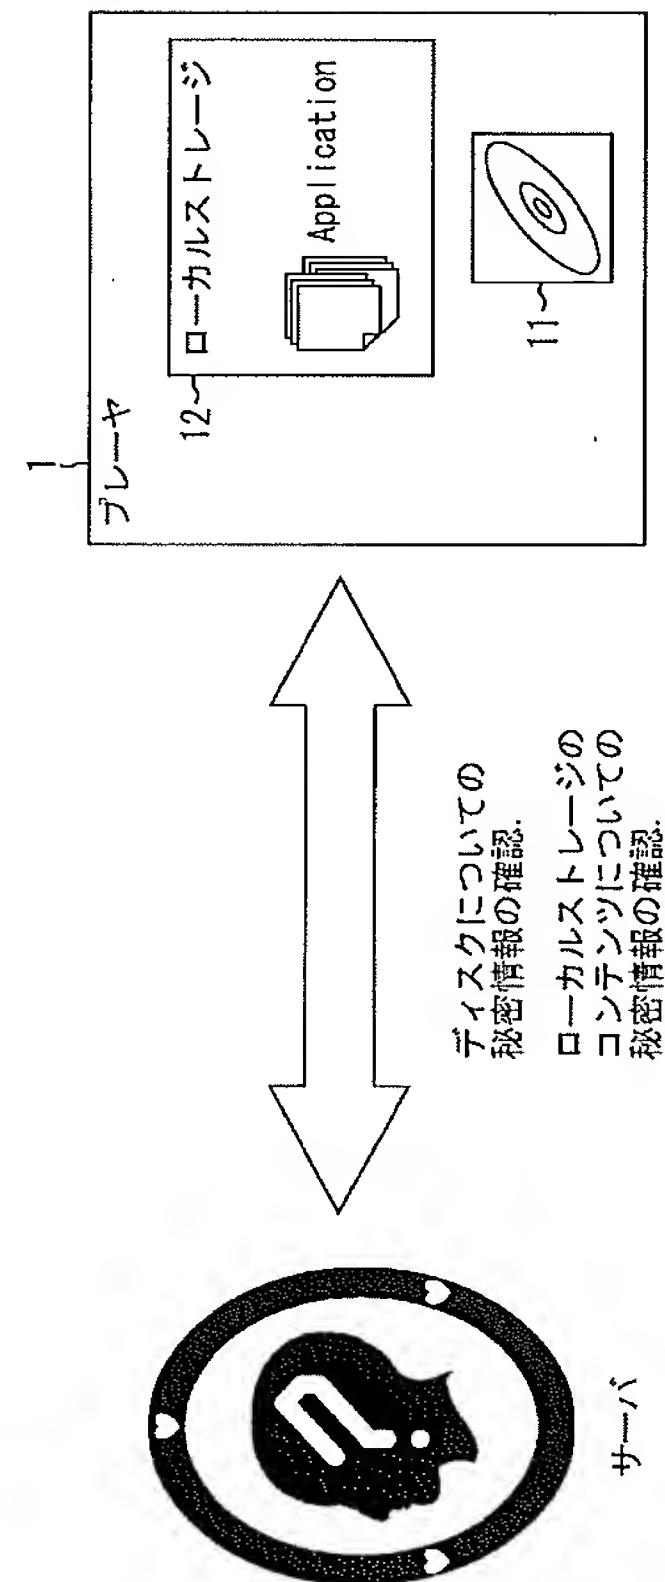 1
プレーヤ
12
ローカルストレージ
Application
11
ディスクについての
秘密情報の確認.
ローカルストレージの
コンテンツについての
秘密情報の確認.
サーバ